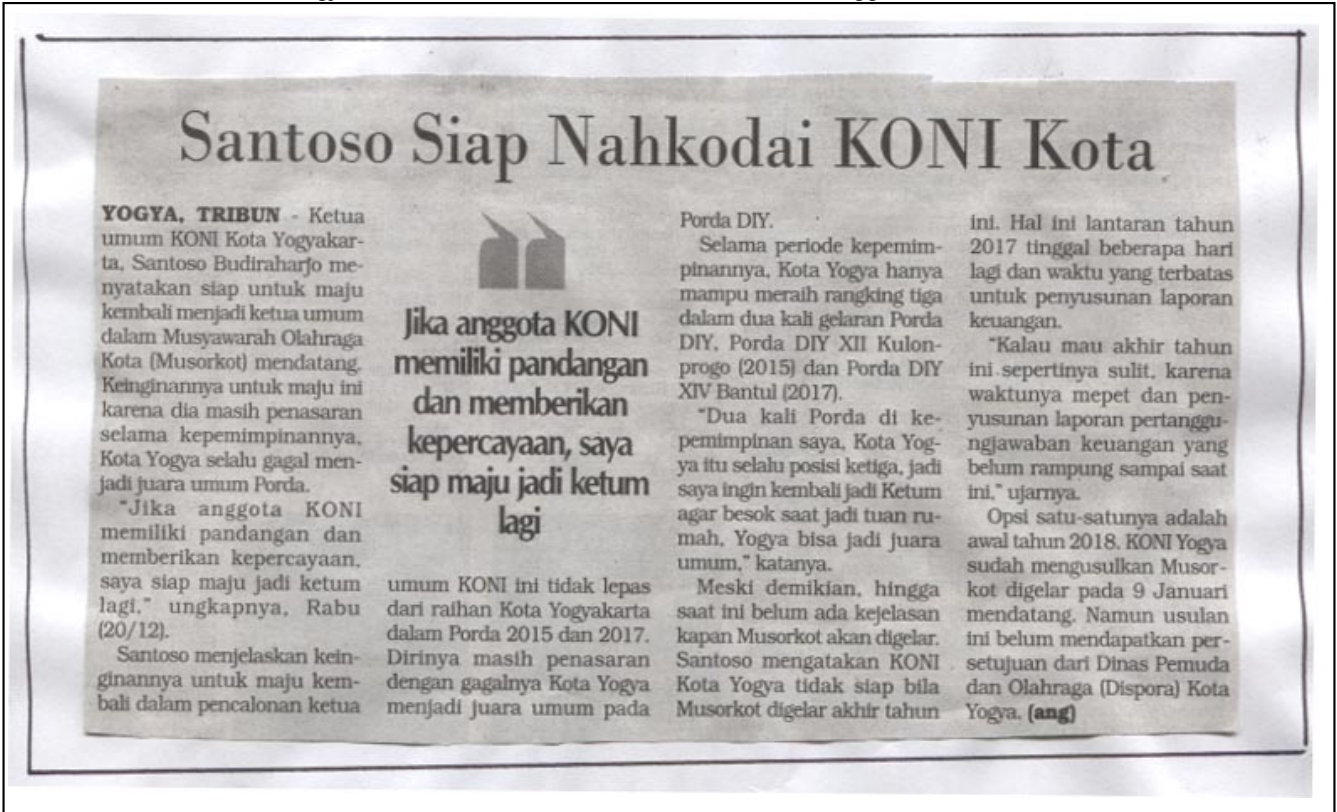 Santoso Siap Nahkodai KONI Kota
YOGYA, TRIBUN - Ketua
umum KONI Kota Yogyakar-
ta, Santoso Budiraharjo me-
nyatakan siap untuk maju
kembali menjadi ketua umum
dalam Musyawarah Olahraga
Kota (Musorkot) mendatang.
Keinginannya untuk maju ini
karena dia masih penasaran
selama kepemimpinannya,
Kota Yogya selalu gagal men-
jadi juara umum Porda.
"Jika anggota KONI
memiliki pandangan dan
memberikan kepercayaan,
saya siap maju jadi ketum
lagi," ungkapnya, Rabu
(20/12).
Santoso menjelaskan kein-
ginannya untuk maju kem-
bali dalam pencalonan ketua
“
Jika anggota KONI
memiliki pandangan
dan memberikan
kepercayaan, saya
siap maju jadi ketum
lagi
umum KONI ini tidak lepas
dari raihan Kota Yogyakarta
dalam Porda 2015 dan 2017.
Dirinya masih penasaran
dengan gagalnya Kota Yogya
menjadi juara umum pada
Porda DIY.
Selama periode kepemim-
pinannya, Kota Yogya hanya
mampu meraih rangking tiga
dalam dua kali gelaran Porda
DIY, Porda DIY XII Kulon-
progo (2015) dan Porda DIY
XIV Bantul (2017).
"Dua kali Porda di ke-
pemimpinan saya, Kota Yog-
ya itu selalu posisi ketiga, jadi
saya ingin kembali jadi Ketum
agar besok saat jadi tuan ru-
mah, Yogya bisa jadi juara
umum," katanya.
Meski demikian, hingga
saat ini belum ada kejelasan
kapan Musorkot akan digelar.
Santoso mengatakan KONI
Kota Yogya tidak siap bila
Musorkot digelar akhir tahun
ini. Hal ini lantaran tahun
2017 tinggal beberapa hari
lagi dan waktu yang terbatas
untuk penyusunan laporan
keuangan.
"Kalau mau akhir tahun
ini sepertinya sulit, karena
waktunya mepet dan pen-
yusunan laporan pertanggu-
ngjawaban keuangan yang
belum rampung sampai saat
ini," ujarnya.
Opsi satu-satunya adalah
awal tahun 2018. KONI Yogya
sudah mengusulkan Musor-
kot digelar pada 9 Januari
mendatang. Namun usulan
ini belum mendapatkan per-
setujuan dari Dinas Pemuda
dan Olahraga (Dispora) Kota
Yogya. (ang)